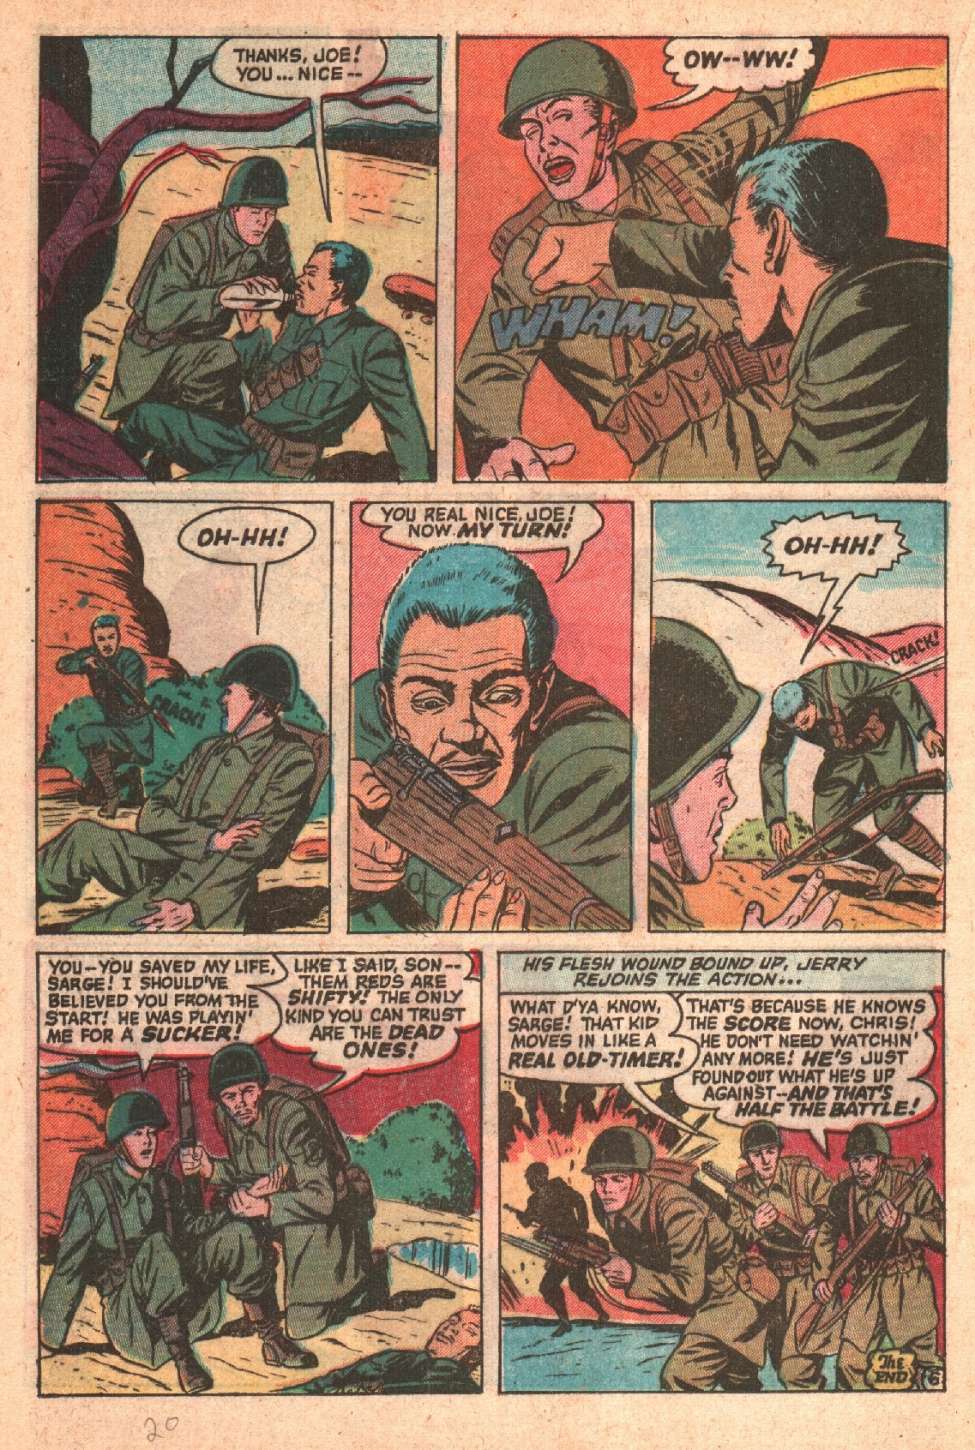 THANKS, JOE!
YOU... NICE--
OW--WW!
WHAM!
OH-HH!
CRACK!
YOU REAL NICE, JOE!
NOW MY TURN!
OH-HH!
CRACK!
YOU--YOU SAVED MY LIFE,
SARGE! I SHOULD'VE
BELIEVED YOU FROM THE
START! HE WAS PLAYIN'
ME FOR A SUCKER!
LIKE I SAID, SON--
THEM REDS ARE
SHIFTY! THE ONLY
KIND YOU CAN TRUST
ARE THE DEAD
ONES!
HIS FLESH WOUND BOUND UP, JERRY
REJOINS THE ACTION...
WHAT D'YA KNOW,
SARGE! THAT KID
MOVES IN LIKE A
REAL OLD-TIMER!
THAT'S BECAUSE HE KNOWS
THE SCORE NOW, CHRIS!
HE DON'T NEED WATCHIN'
ANY MORE! HE'S JUST
FOUND OUT WHAT HE'S UP
AGAINST--AND THAT'S
HALF THE BATTLE!
THE
END
6
20